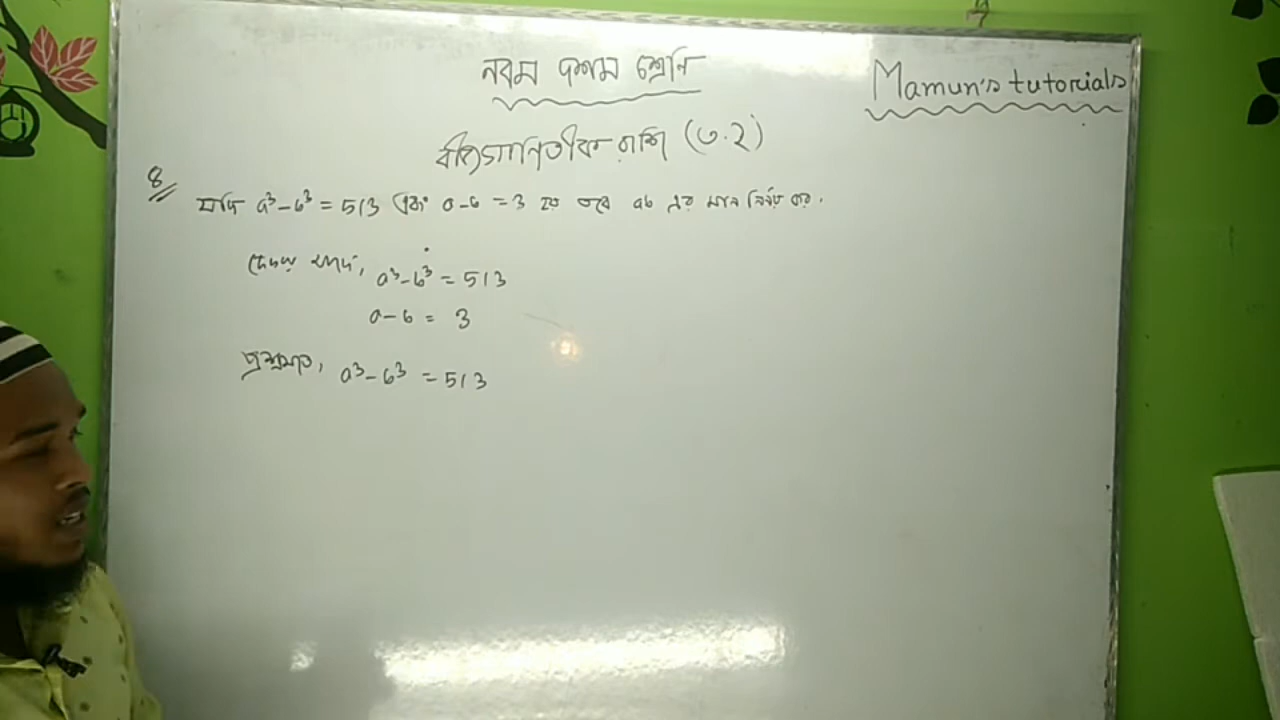 নবম দশম শ্রেণি
Mamun's tutorials
বীজগাণিতীক রাশি (৩.২)
৪
যদি a³-b³ = 513 এবং a-b = 3 হয় তবে ab এর মান নির্ণয় কর.
দেওয়া আছে, a³-b³ = 513
a-b = 3
প্রশ্নমতে, a³-b³ = 513